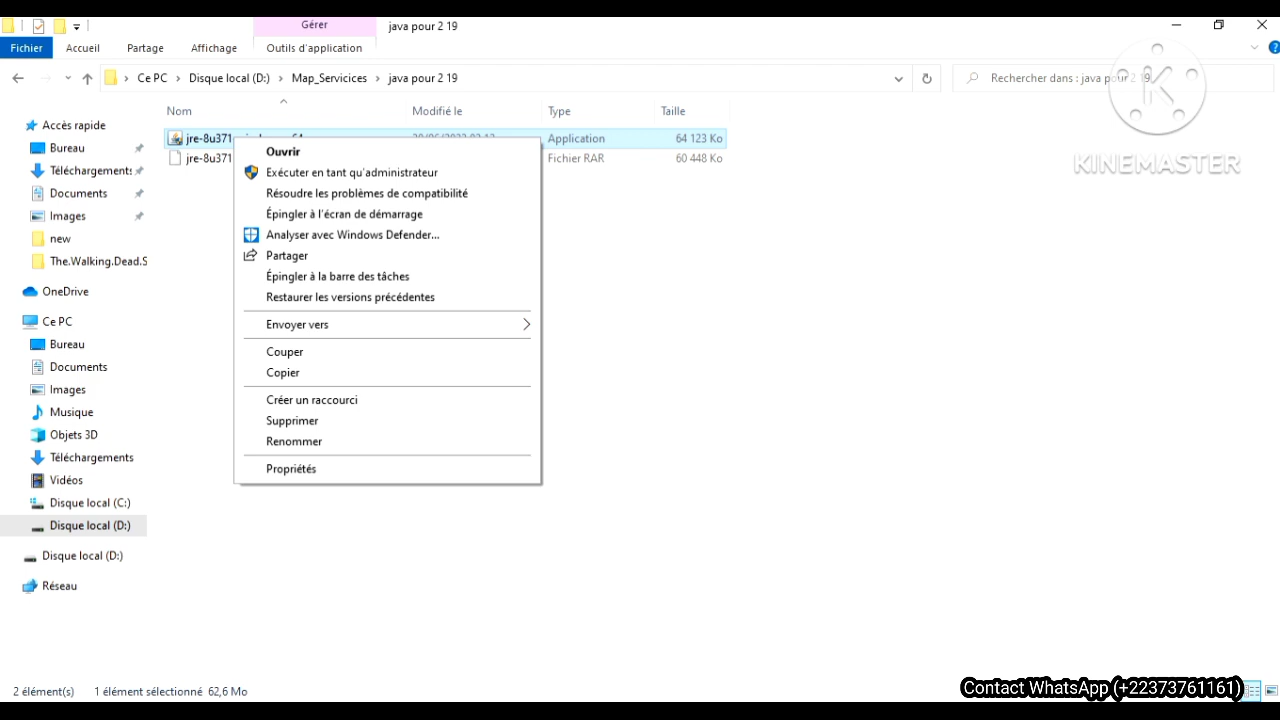 Gérer
java pour 2 19
Fichier
Accueil
Partage
Affichage
Outils d'application
Ce PC
Disque local (D:)
Map_Servicices
java pour 2 19
Rechercher dans : java pour 2 19
KINEMASTER
Nom
Modifié le
Type
Taille
jre-8u371
Application
64 123 Ko
jre-8u371
Fichier RAR
60 448 Ko
Accès rapide
Bureau
Téléchargements
Documents
Images
new
The.Walking.Dead.S
OneDrive
Ce PC
Bureau
Documents
Images
Musique
Objets 3D
Téléchargements
Vidéos
Disque local (C:)
Disque local (D:)
Disque local (D:)
Réseau
Ouvrir
Exécuter en tant qu'administrateur
Résoudre les problèmes de compatibilité
Épingler à l'écran de démarrage
Analyser avec Windows Defender...
Partager
Épingler à la barre des tâches
Restaurer les versions précédentes
Envoyer vers
Couper
Copier
Créer un raccourci
Supprimer
Renommer
Propriétés
2 élément(s)
1 élément sélectionné 62,6 Mo
Contact WhatsApp (+22373761161)